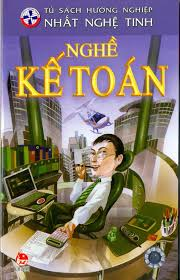 TỦ SÁCH HƯỚNG NGHIỆP
NHẤT NGHỆ TINH
NGHỀ
KẾ TOÁN